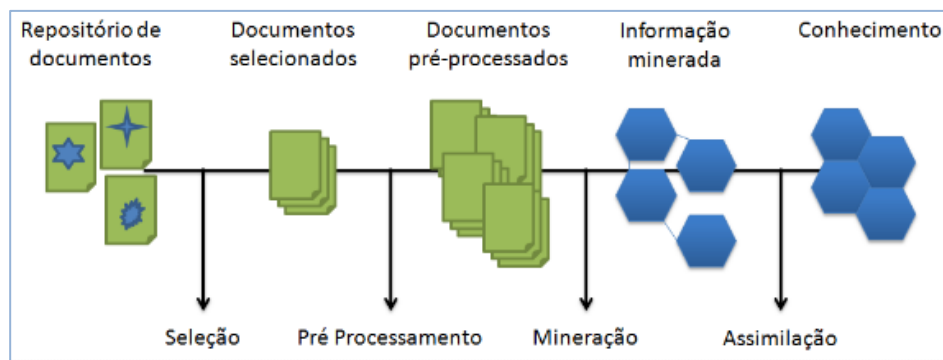 Repositório de
documentos
Documentos
selecionados
Documentos
pré-processados
Informação
minerada
Conhecimento
Seleção
Pré Processamento
Mineração
Assimilação